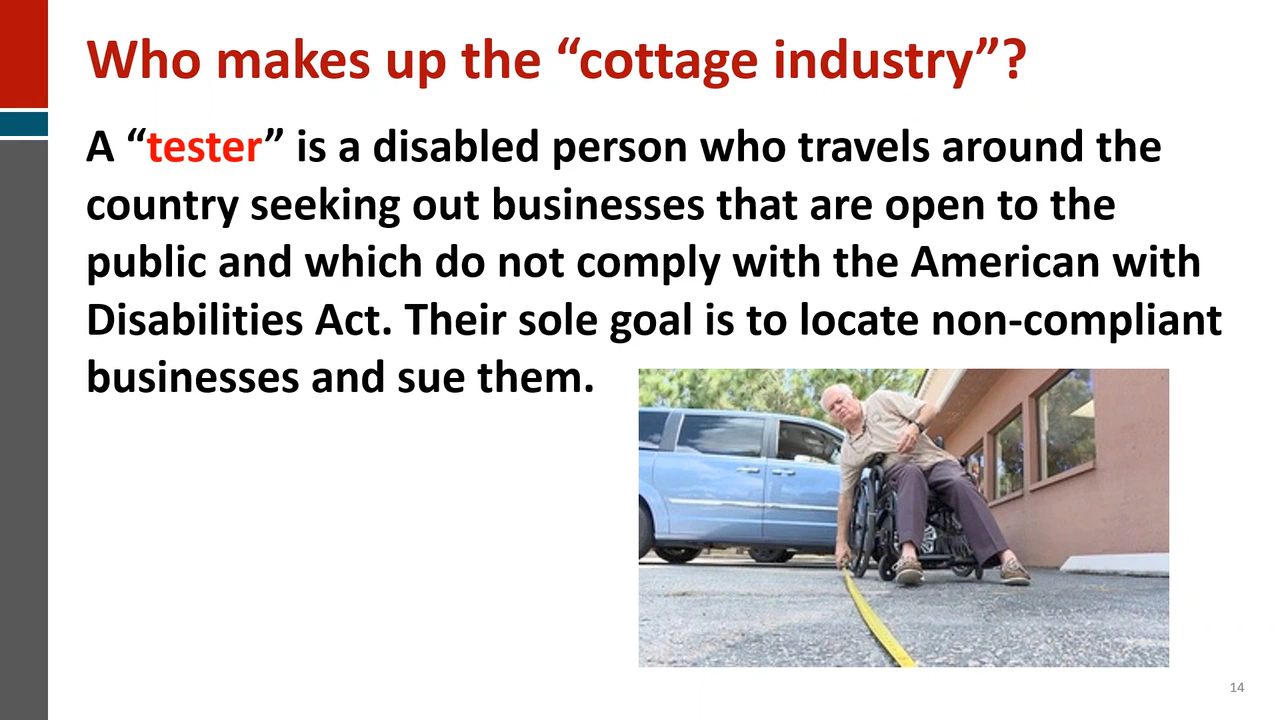 Who makes up the “cottage industry”?
A “tester” is a disabled person who travels around the
country seeking out businesses that are open to the
public and which do not comply with the American with
Disabilities Act. Their sole goal is to locate non-compliant
businesses and sue them.
14